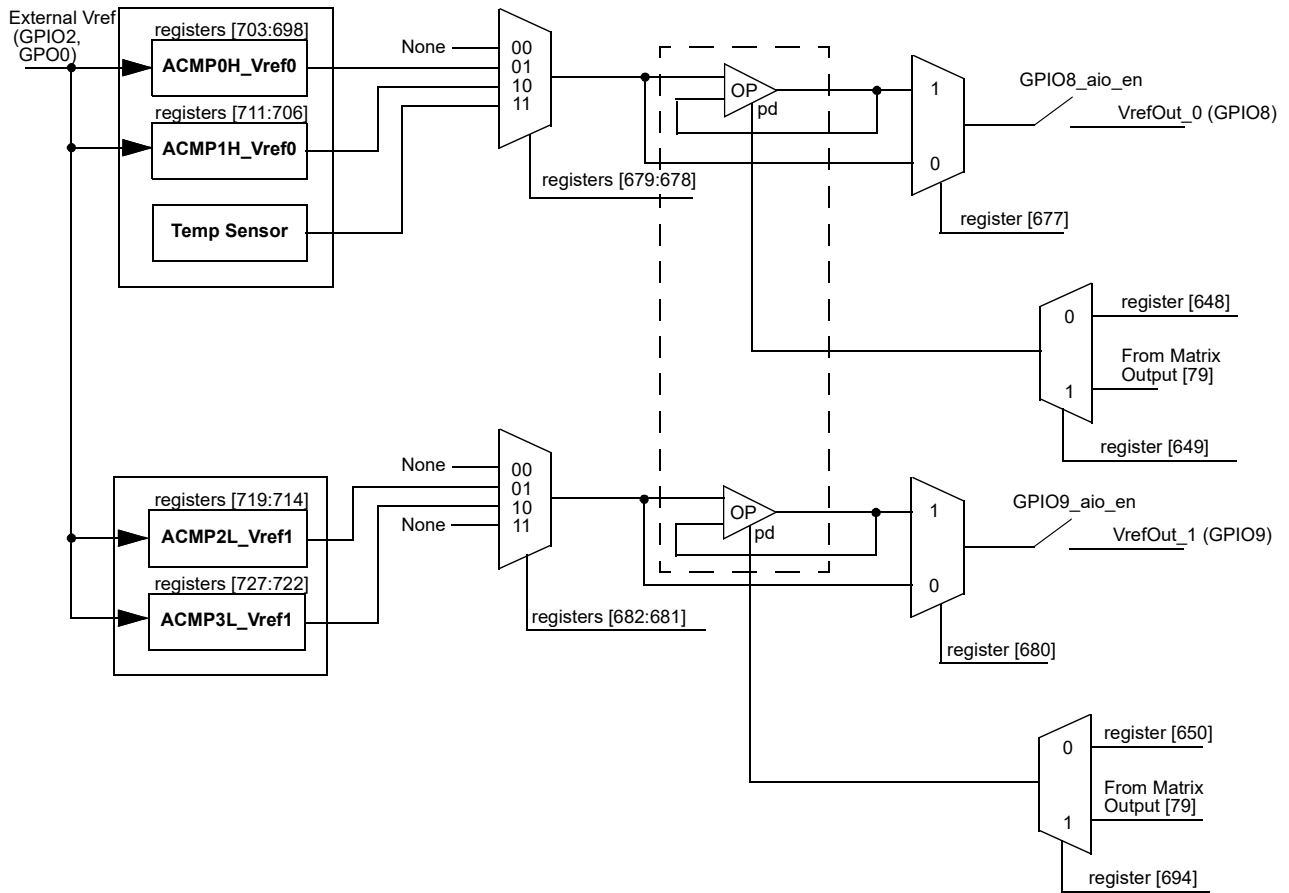 External Vref
(GPIO2,
GPO0)
registers [703:698]
ACMP0H_Vref0
registers [711:706]
ACMP1H_Vref0
Temp Sensor
None
00
01
10
11
registers [679:678]
OP
pd
1
0
register [677]
GPIO8_aio_en
VrefOut_0 (GPIO8)
0
1
register [648]
From Matrix
Output [79]
register [649]
registers [719:714]
ACMP2L_Vref1
registers [727:722]
ACMP3L_Vref1
None
None
00
01
10
11
registers [682:681]
OP
pd
1
0
register [680]
GPIO9_aio_en
VrefOut_1 (GPIO9)
0
1
register [650]
From Matrix
Output [79]
register [694]